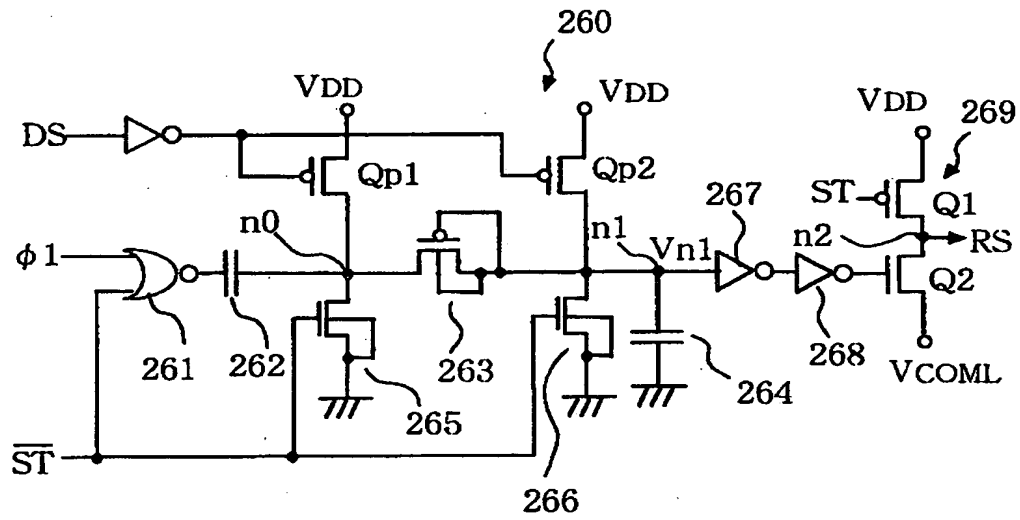 260
VDD
VDD
VDD
269
DS
Qp1
Qp2
267
ST
Q1
n0
n1
Vn1
n2
RS
ϕ1
Q2
261
262
263
264
268
VCOML
265
S̅T̅
266